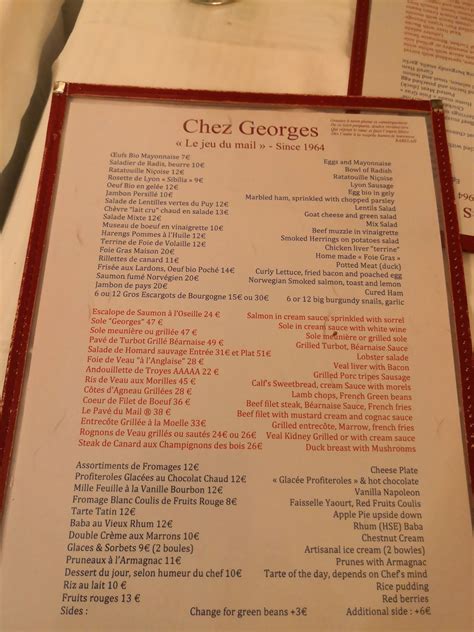 Chez Georges
« Le jeu du mail » - Since 1964
RABELAIS
Œufs Bio Mayonnaise 7€ Eggs and Mayonnaise
Saladier de Radis, beurre 10€ Bowl of Radish
Ratatouille Niçoise 12€ Ratatouille Niçoise
Rosette de Lyon « Sibilia » 9€ Lyon Sausage
Oeuf Bio en gelée 12€ Egg bio in gely
Jambon Persillé 10€ Marbled ham, sprinkled with chopped parsley
Salade de Lentilles vertes du Puy 12€ Lentils Salad
Chèvre "lait cru" chaud en salade 13€ Goat cheese and green salad
Salade Mixte 12€ Mix Salad
Museau de boeuf en vinaigrette 10€ Beef muzzle in vinaigrette
Harengs Pommes à l'Huile 12€ Smoked Herrings on potatoes salad
Terrine de Foie de Volaille 12€ Chicken liver "terrine"
Foie Gras Maison 20€ Home made « Foie Gras »
Rillettes de canard 11€ Potted Meat (duck)
Frisée aux Lardons, Oeuf bio Poché 14€ Curly Lettuce, fried bacon and poached egg
Saumon fumé Norvégien 20€ Norwegian Smoked salmon, toast and lemon
Jambon de pays 20€ Cured Ham
6 ou 12 Gros Escargots de Bourgogne 15€ ou 30€ 6 or 12 big burgundy snails, garlic
Escalope de Saumon à l'Oseille 24€ Salmon in cream sauce, sprinkled with sorrel
Sole "Georges" 47 € Sole in cream sauce with white wine
Sole meunière ou grillée 47 € Sole meunière or grilled sole
Pavé de Turbot Grillé Béarnaise 49 € Grilled Turbot, Béarnaise Sauce
Salade de Homard sauvage Entrée 31€ et Plat 51€ Lobster salade
Foie de Veau "à l'Anglaise" 28€ Veal liver with Bacon
Andouillette de Troyes AAAAA 22€ Grilled Porc tripes Sausage
Ris de Veau aux Morilles 45 € Calf's Sweetbread, cream Sauce with morels
Côtes d'Agneau Grillées 38€ Lamb chops, French Green beans
Coeur de Filet de Boeuf 36€ Beef filet steak, Béarnaise Sauce, French fries
Le Pavé du Mail @ 38 € Beef filet with mustard cream and cognac sauce
Entrecôte Grillée à la Moelle 33€ Grilled entrecôte, Marrow, french fries
Rognons de Veau grillés ou sautés 24€ ou 26€ Veal Kidney Grilled or with cream sauce
Steak de Canard aux Champignons des bois 26€ Duck breast with Mushrooms
Assortiments de Fromages 12€ Cheese Plate
Profiteroles Glacées au Chocolat Chaud 12€ « Glacée Profiteroles » & hot chocolate
Mille Feuille à la Vanille Bourbon 12€ Vanilla Napoleon
Fromage Blanc Coulis de Fruits Rouge 8€ Faisselle Yaourt, Red Fruits Coulis
Tarte Tatin 12€ Apple Pie upside down
Baba au Vieux Rhum 12€ Rhum (HSE) Baba
Double Crème aux Marrons 10€ Chestnut Cream
Glaces & Sorbets 9€ (2 boules) Artisanal ice cream (2 bowles)
Pruneaux à l'Armagnac 11€ Prunes with Armagnac
Dessert du jour, selon humeur du chef 10€ Tarte of the day, depends on Chef's mind
Riz au lait 10 € Rice pudding
Fruits rouges 13 € Red berries
Sides : Change for green beans +3€ Additional side : +6€